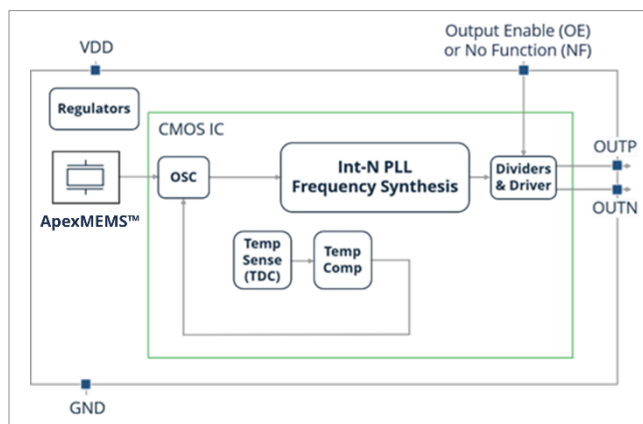 VDD
Output Enable (OE)
or No Function (NF)
Regulators
CMOS IC
OUTP
OSC
Int-N PLL
Frequency Synthesis
Dividers
& Driver
ApexMEMS™
OUTN
Temp
Sense
(TDC)
Temp
Comp
GND